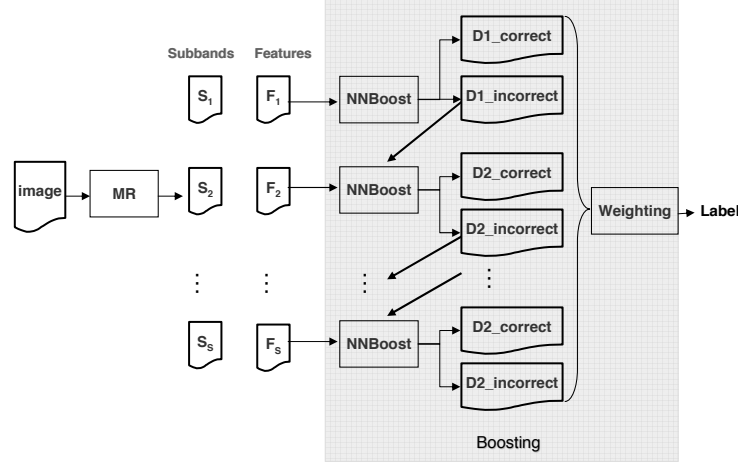 D1_correct
Subbands Features
S1 F1 NNBoost D1_incorrect
D2_correct
image MR S2 F2 NNBoost Weighting Label
D2_incorrect
D2_correct
SS FS NNBoost
D2_incorrect
Boosting